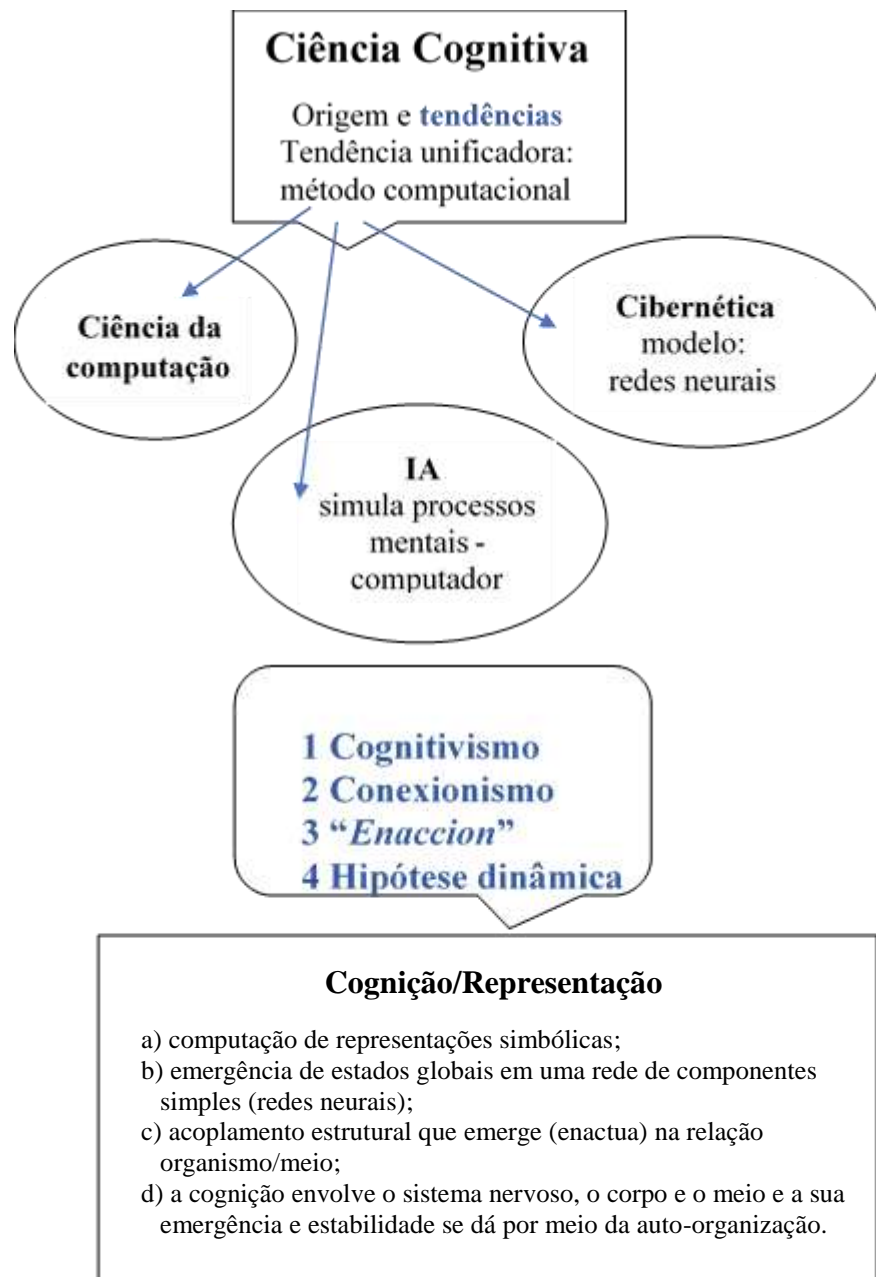 Ciência Cognitiva
Origem e tendências
Tendência unificadora:
método computacional
Ciência da
computação
Cibernética
modelo:
redes neurais
IA
simula processos
mentais -
computador
1 Cognitivismo
2 Conexionismo
3 “Enaccion”
4 Hipótese dinâmica
Cognição/Representação
a) computação de representações simbólicas;
b) emergência de estados globais em uma rede de componentes
simples (redes neurais);
c) acoplamento estrutural que emerge (enactua) na relação
organismo/meio;
d) a cognição envolve o sistema nervoso, o corpo e o meio e a sua
emergência e estabilidade se dá por meio da auto-organização.